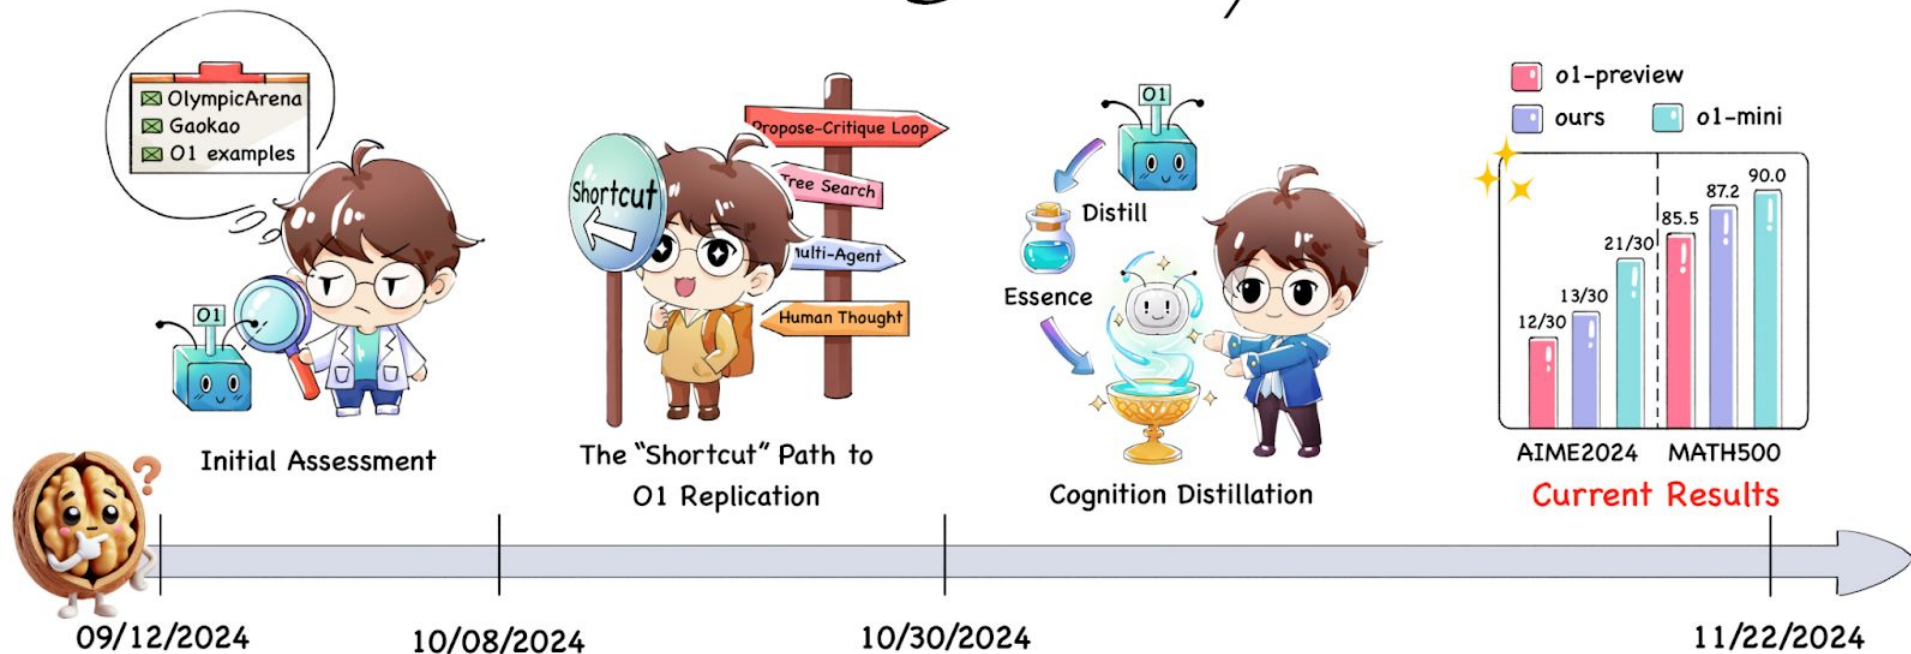 OlympicArena
Gaokao
O1 examples
O1
Initial Assessment
Shortcut
Propose-Critique Loop
Tree Search
Multi-Agent
Human Thought
The “Shortcut” Path to
O1 Replication
O1
Distill
Essence
Cognition Distillation
o1-preview
ours
o1-mini
12/30
13/30
21/30
85.5
87.2
90.0
AIME2024
MATH500
Current Results
?
09/12/2024
10/08/2024
10/30/2024
11/22/2024